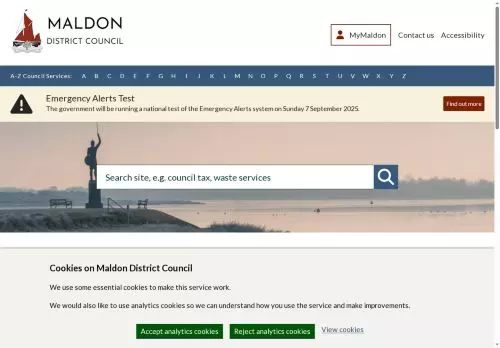 MALDON
DISTRICT COUNCIL
MyMaldon
Contact us
Accessibility
A-Z Council Services: A B C D E F G H I J K L M N O P Q R S T U V W X Y Z
Emergency Alerts Test
The government will be running a national test of the Emergency Alerts system on Sunday 7 September 2025.
Find out more
Search site, e.g. council tax, waste services
Cookies on Maldon District Council
We use some essential cookies to make this service work.
We would also like to use analytics cookies so we can understand how you use the service and make improvements.
Accept analytics cookies
Reject analytics cookies
View cookies